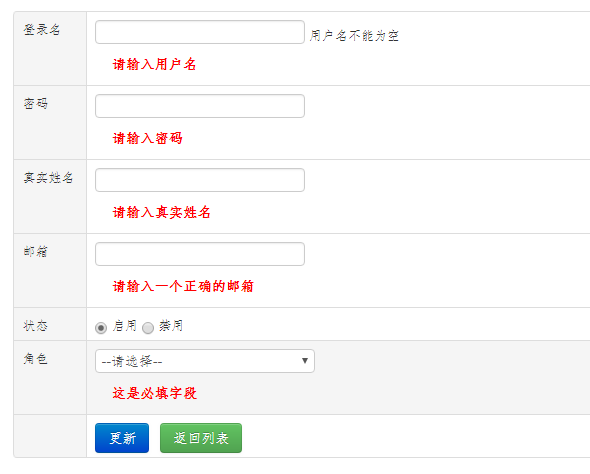 登录名 用户名不能为空
请输入用户名
密码
请输入密码
真实姓名
请输入真实姓名
邮箱
请输入一个正确的邮箱
状态 启用 禁用
角色 --请选择--
这是必填字段
更新 返回列表